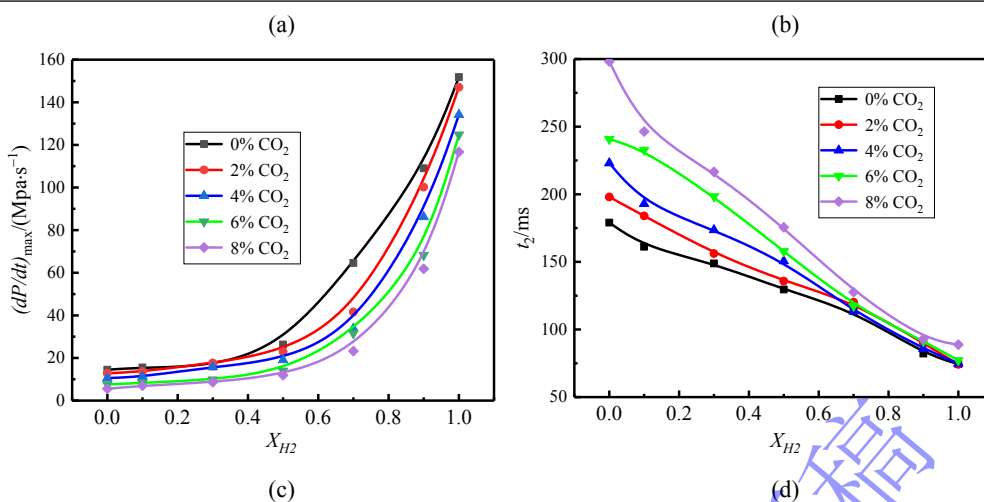 (a)
(b)
160
140
120
100
80
60
40
20
0
(dP/dt)max/(Mpa·s⁻¹)
0% CO₂
2% CO₂
4% CO₂
6% CO₂
8% CO₂
0.0 0.2 0.4 0.6 0.8 1.0
X_H2
(c)
300
250
200
150
100
50
t₂/ms
0% CO₂
2% CO₂
4% CO₂
6% CO₂
8% CO₂
0.0 0.2 0.4 0.6 0.8 1.0
X_H2
(d)
稿